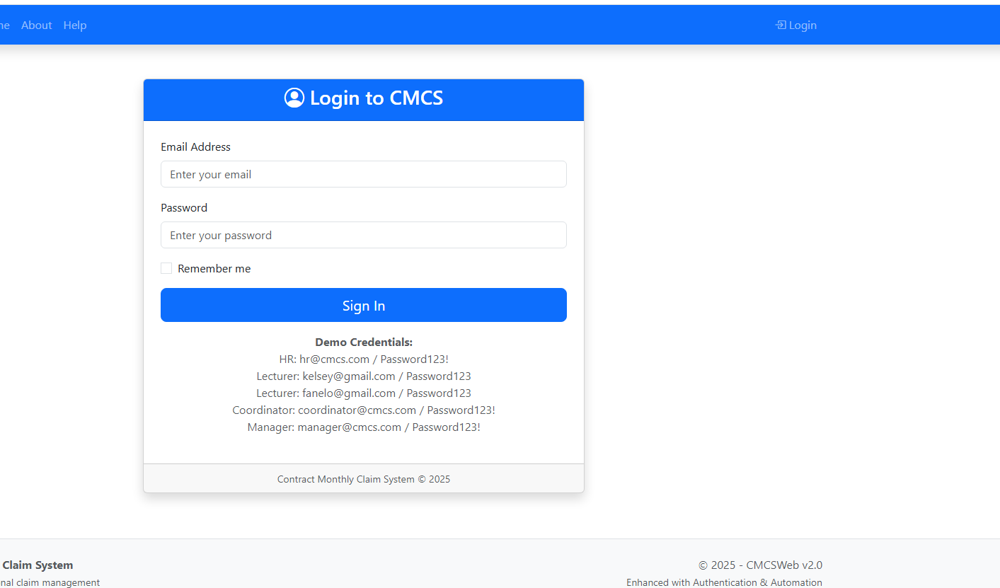 About Help Login
Login to CMCS
Email Address
Enter your email
Password
Enter your password
Remember me
Sign In
Demo Credentials:
HR: hr@cmcs.com / Password123!
Lecturer: kelsey@gmail.com / Password123
Lecturer: fanelo@gmail.com / Password123
Coordinator: coordinator@cmcs.com / Password123!
Manager: manager@cmcs.com / Password123!
Contract Monthly Claim System © 2025
Claim System © 2025 - CMCSWeb v2.0
claim management Enhanced with Authentication & Automation